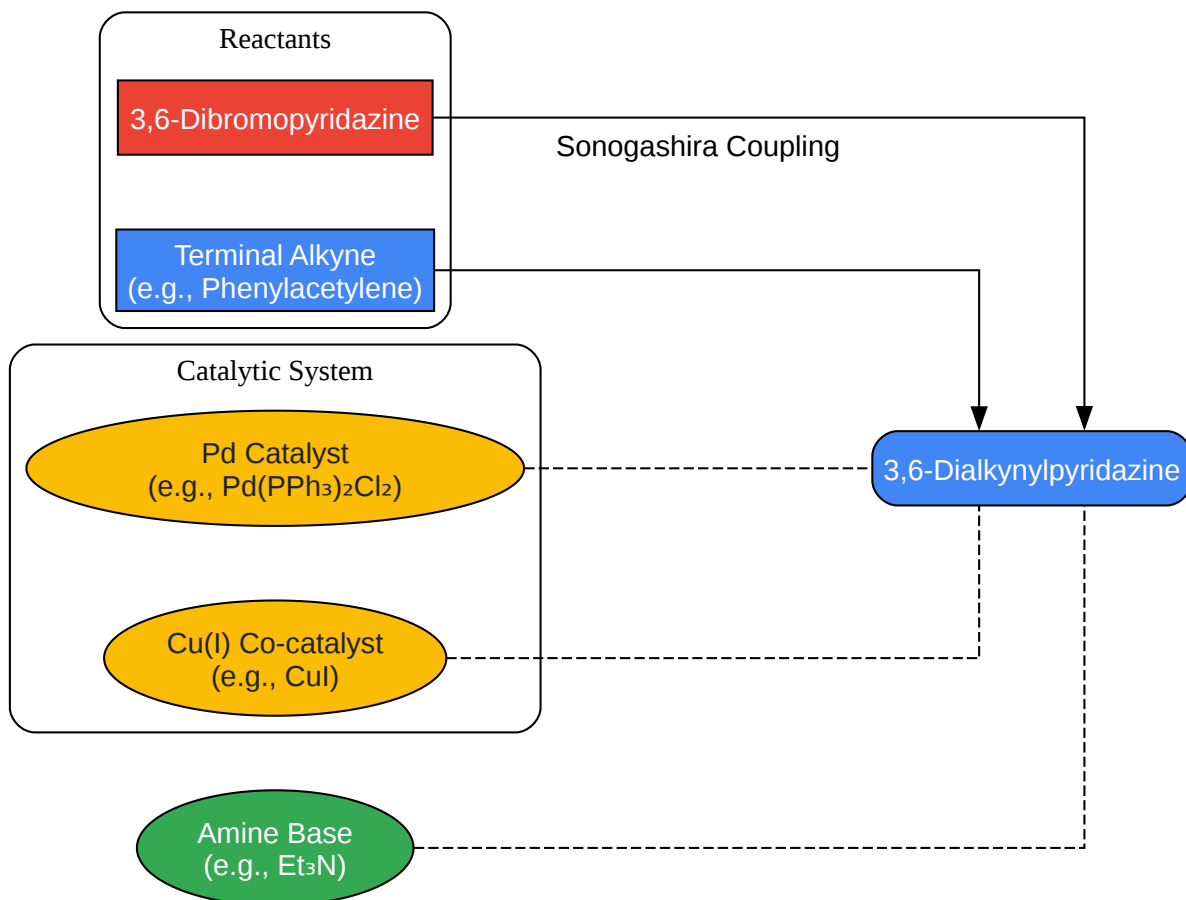 Reactants
3,6-Dibromopyridazine
Sonogashira Coupling
Terminal Alkyne
(e.g., Phenylacetylene)
Catalytic System
Pd Catalyst
(e.g., Pd(PPh₃)₂Cl₂)
3,6-Dialkynylpyridazine
Cu(I) Co-catalyst
(e.g., CuI)
Amine Base
(e.g., Et₃N)